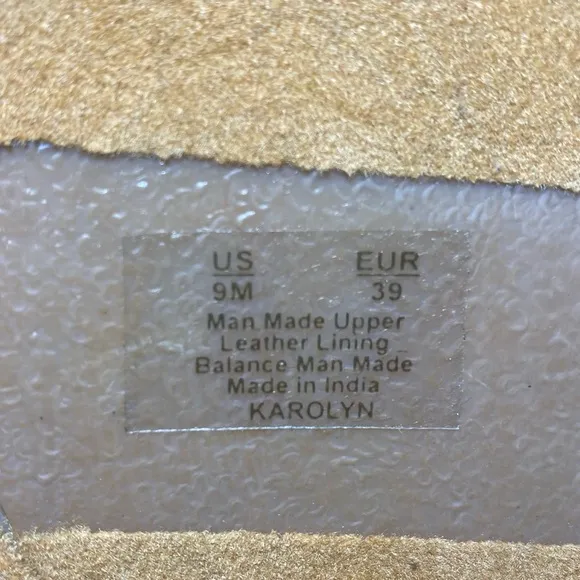 US EUR
9M 39
Man Made Upper
Leather Lining
Balance Man Made
Made in India
KAROLYN